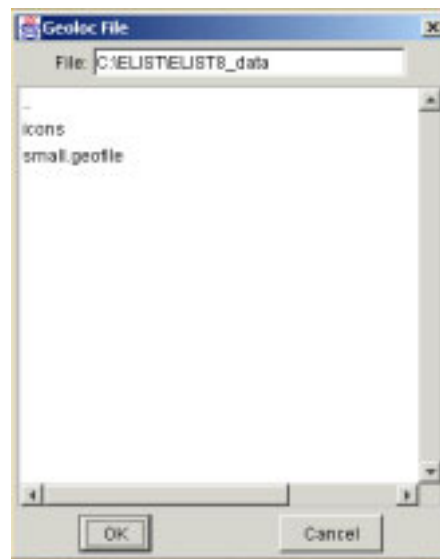 Geoloc File
File: C:\ELIST\ELIST8_data
..
icons
small.geofile
OK
Cancel